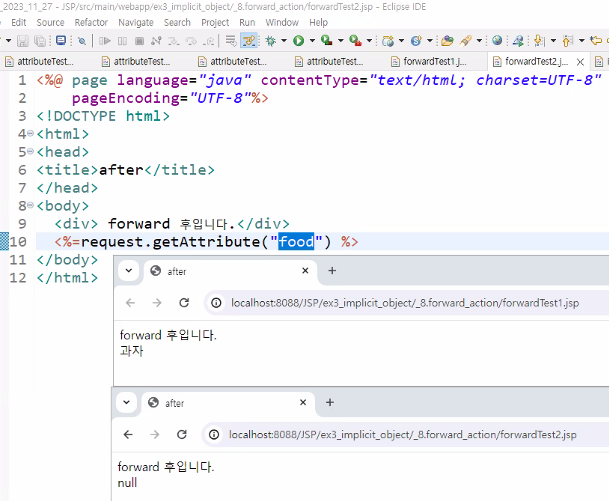 _2023_11_27 - JSP/src/main/webapp/ex3_implicit_object/_8.forward_action/forwardTest2.jsp - Eclipse IDE
Edit Source Refactor Navigate Search Project Run Window Help
attributeTest... attributeTest... attributeTest... attributeTest... forwardTest1.j... forwardTest2.j...
1 <%@ page language="java" contentType="text/html; charset=UTF-8"
2 pageEncoding="UTF-8"%>
3 <!DOCTYPE html>
4 <html>
5 <head>
6 <title>after</title>
7 </head>
8 <body>
9 <div> forward 후입니다.</div>
10 <%=request.getAttribute("food") %>
11 </body>
12 </html>
after
localhost:8088/JSP/ex3_implicit_object/_8.forward_action/forwardTest1.jsp
forward 후입니다.
과자
after
localhost:8088/JSP/ex3_implicit_object/_8.forward_action/forwardTest2.jsp
forward 후입니다.
null